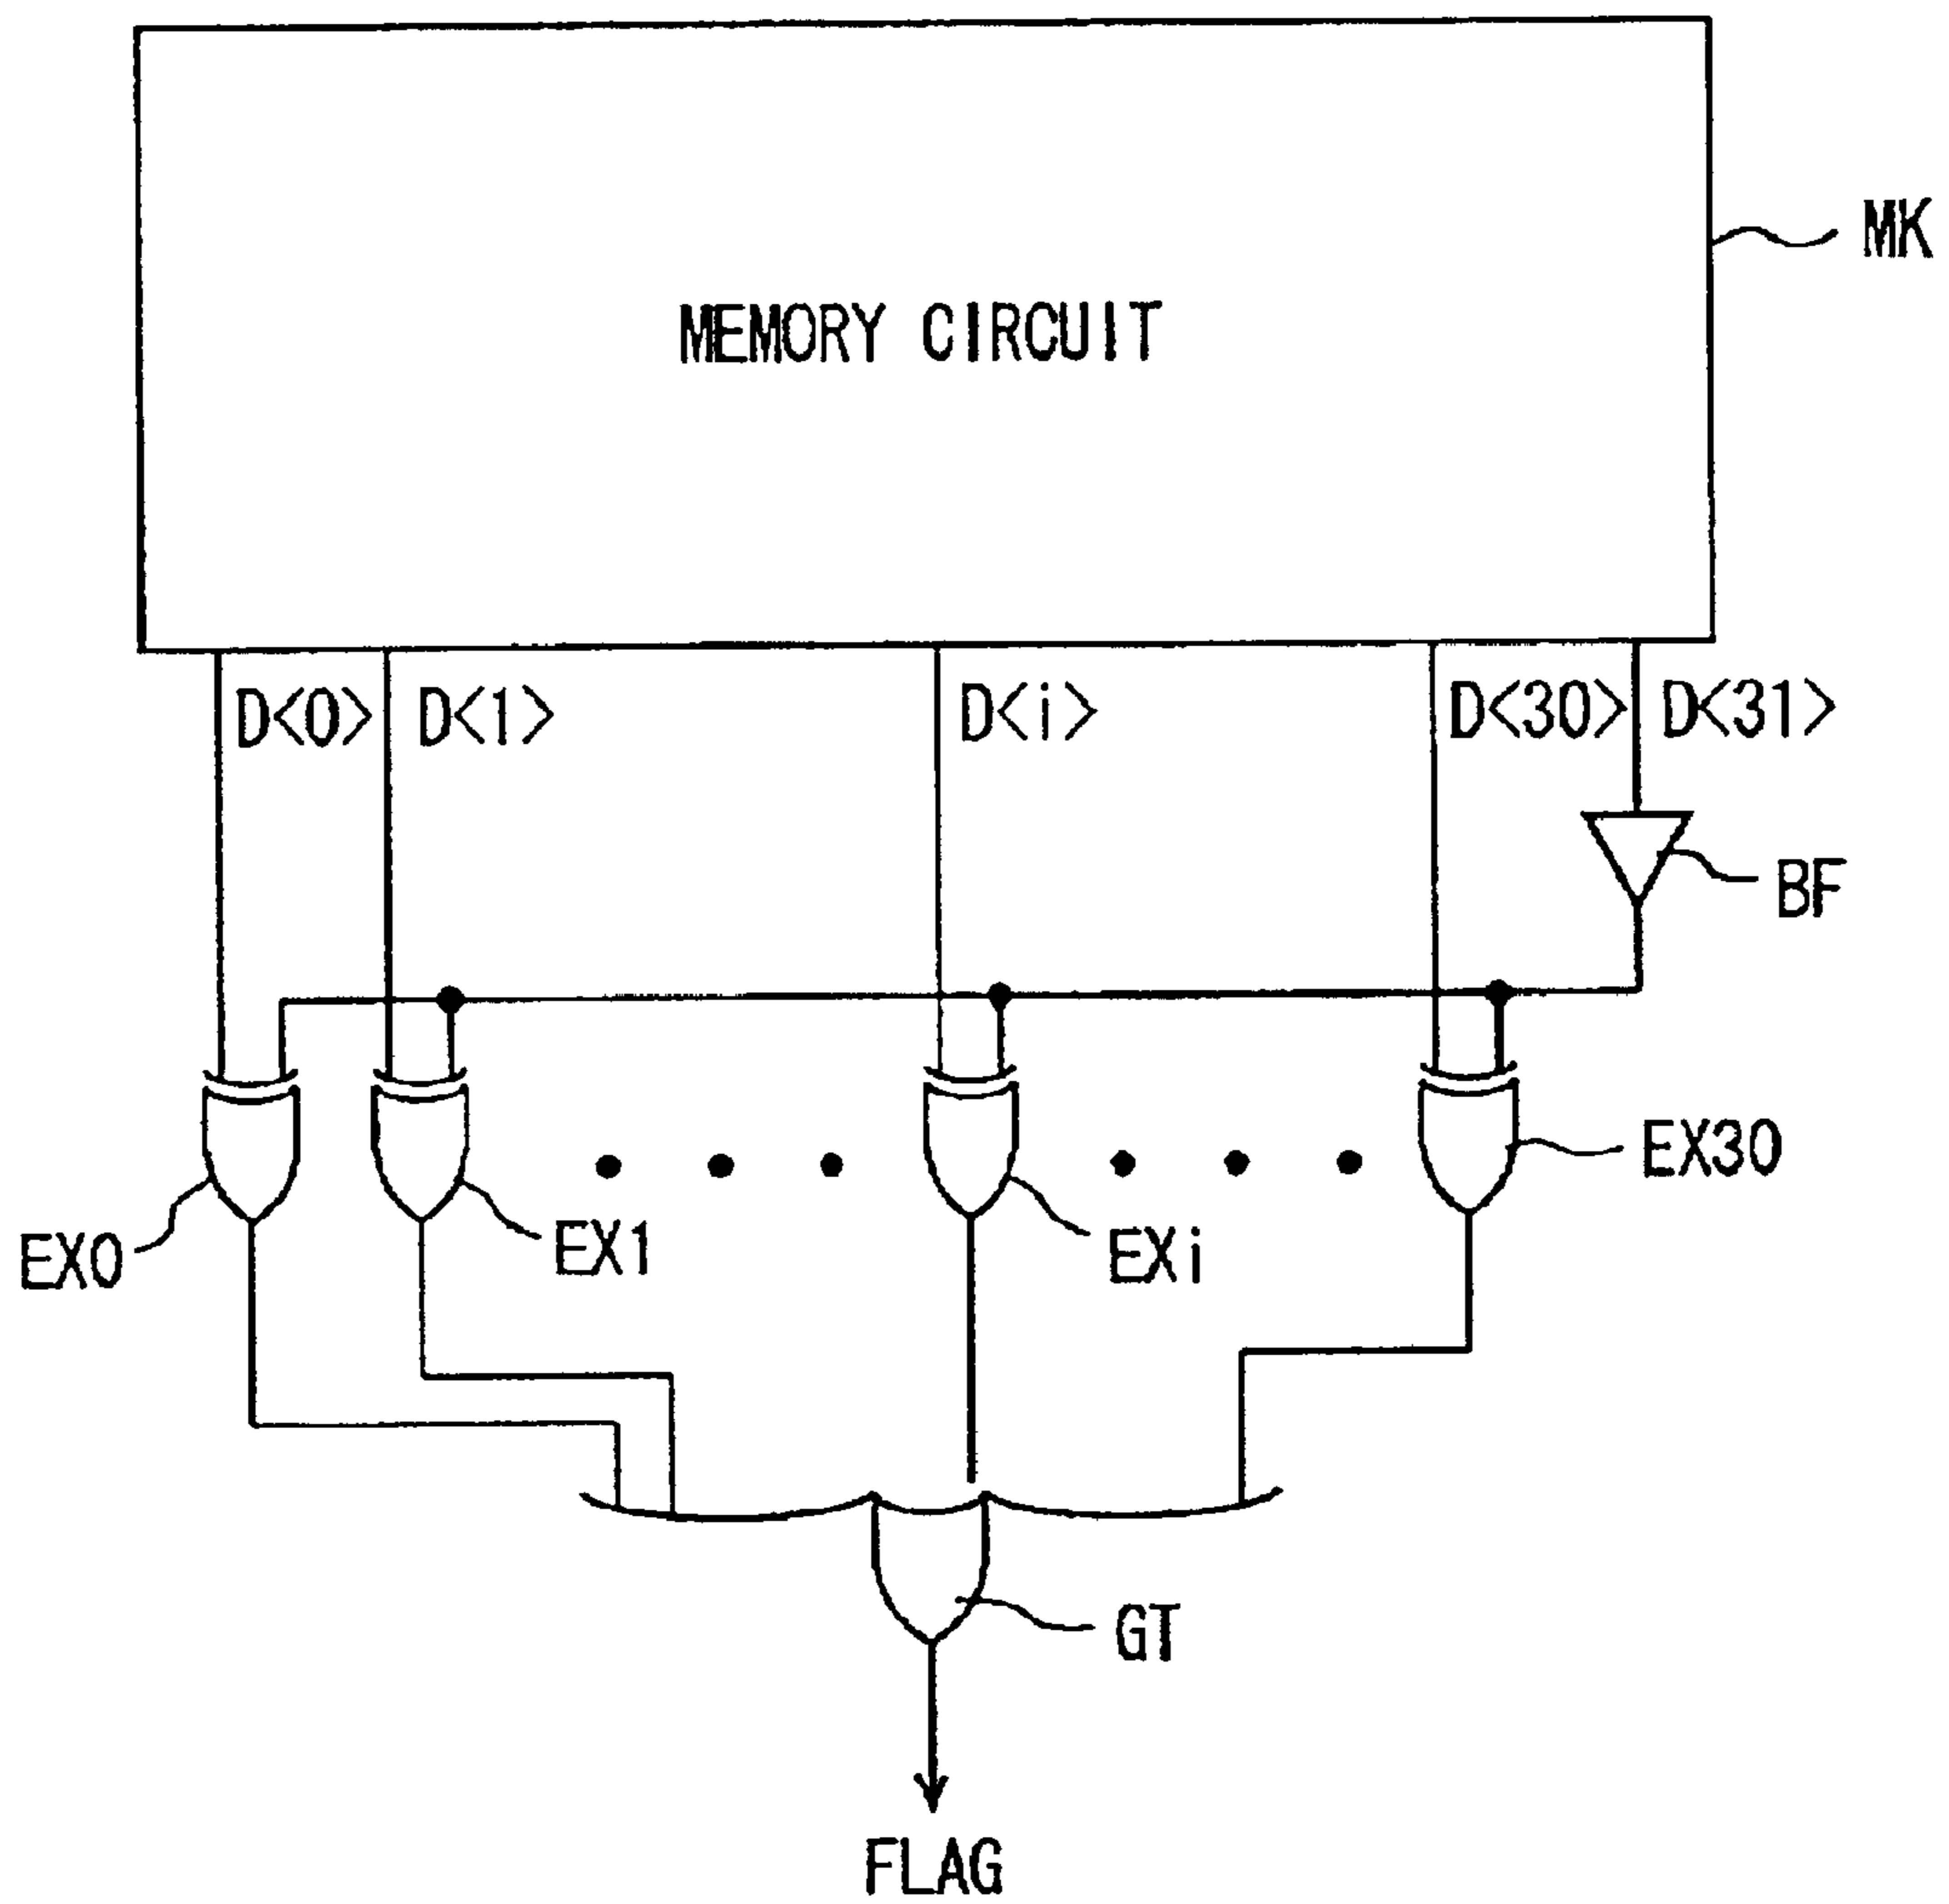 MK
MEMORY CIRCUIT
D<0> D<1> D<i> D<30> D<31>
BF
EX30
EX0 EX1 EXi
GT
FLAG